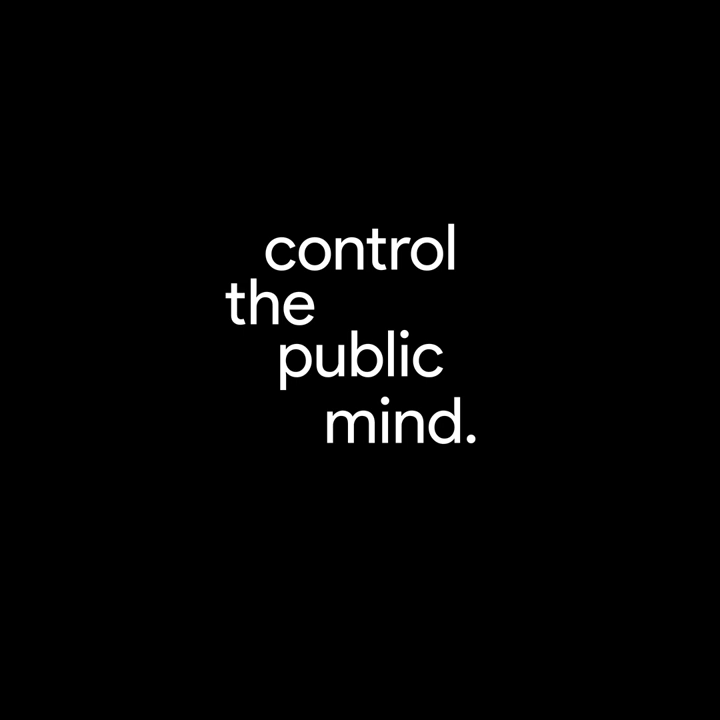 control
the
public
mind.